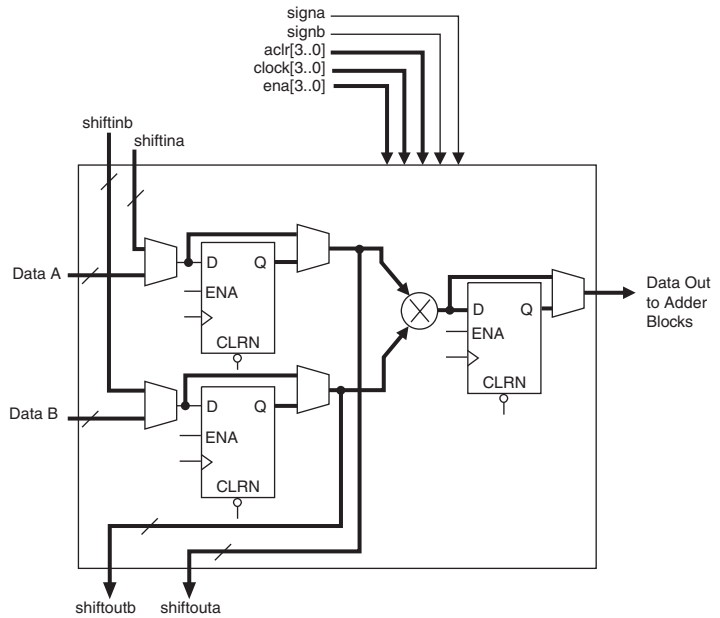 signa
signb
aclr[3..0]
clock[3..0]
ena[3..0]
shiftinb
shiftina
Data A
D Q
ENA
CLRN
Data Out
to Adder
Blocks
D Q
ENA
CLRN
Data B
D Q
ENA
CLRN
shiftoutb
shiftouta